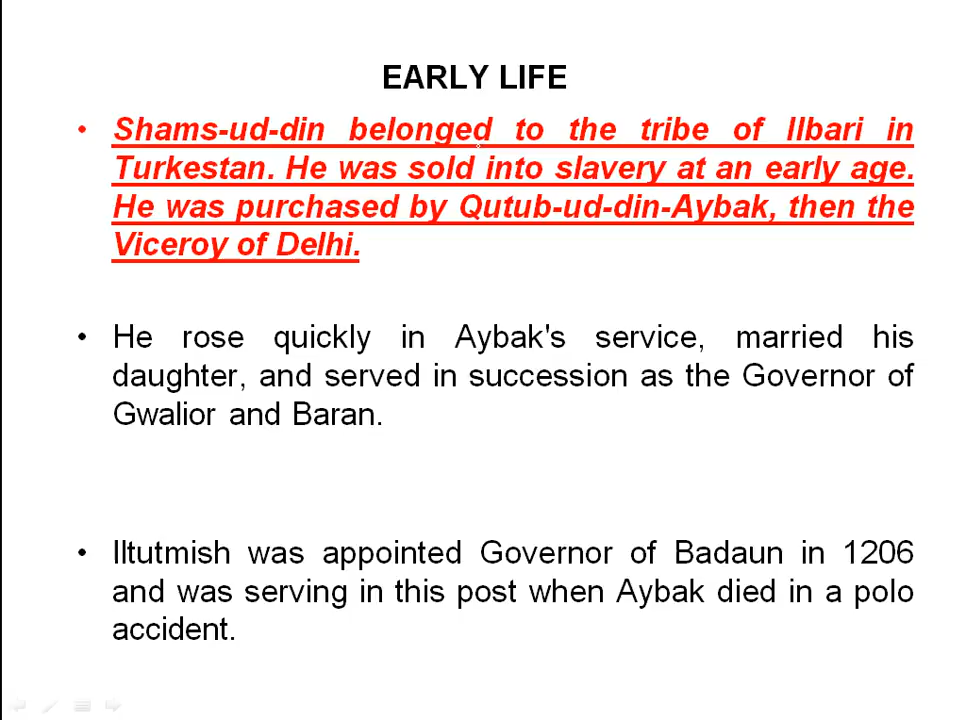 EARLY LIFE
• Shams-ud-din belonged to the tribe of Ilbari in
Turkestan. He was sold into slavery at an early age.
He was purchased by Qutub-ud-din-Aybak, then the
Viceroy of Delhi.
• He rose quickly in Aybak's service, married his
daughter, and served in succession as the Governor of
Gwalior and Baran.
• Iltutmish was appointed Governor of Badaun in 1206
and was serving in this post when Aybak died in a polo
accident.